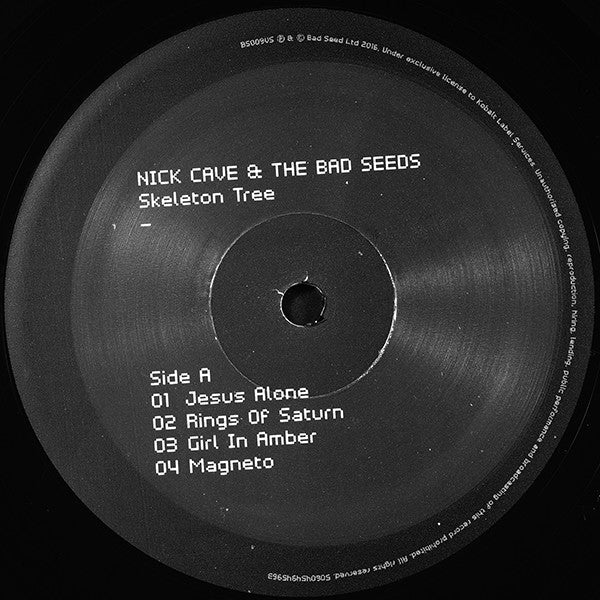 BS009VS ℗ & © Bad Seed Ltd 2016. Under exclusive license to Kobalt Label Services. Unauthorised copying, reproduction, hiring, lending, public performance and broadcasting of this record prohibited. All rights reserved. 5060454945963
NICK CAVE & THE BAD SEEDS
Skeleton Tree
–
Side A
01 Jesus Alone
02 Rings Of Saturn
03 Girl In Amber
04 Magneto